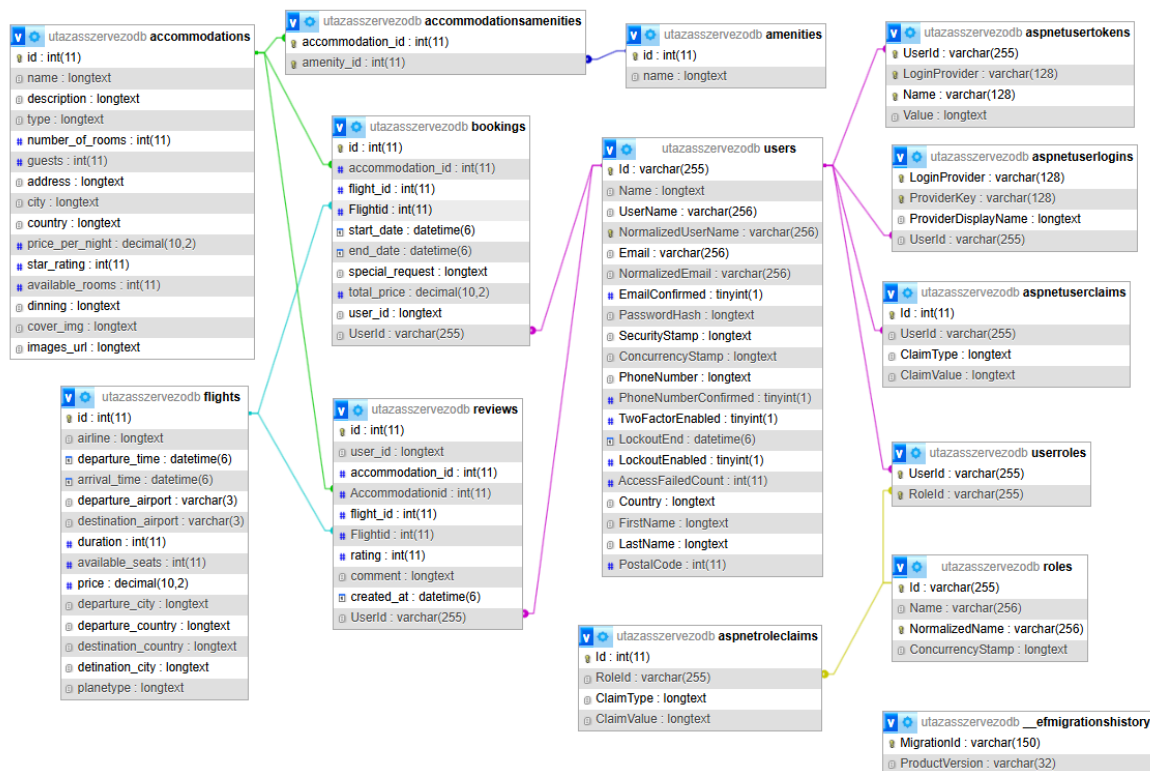 utazasszervezodb accommodations
id : int(11)
name : longtext
description : longtext
type : longtext
number_of_rooms : int(11)
guests : int(11)
address : longtext
city : longtext
country : longtext
price_per_night : decimal(10,2)
star_rating : int(11)
available_rooms : int(11)
dinning : longtext
cover_img : longtext
images_url : longtext
utazasszervezodb accommodationsamenities
accommodation_id : int(11)
amenity_id : int(11)
utazasszervezodb amenities
id : int(11)
name : longtext
utazasszervezodb bookings
id : int(11)
accommodation_id : int(11)
flight_id : int(11)
Flightid : int(11)
start_date : datetime(6)
end_date : datetime(6)
special_request : longtext
total_price : decimal(10,2)
user_id : longtext
UserId : varchar(255)
utazasszervezodb flights
id : int(11)
airline : longtext
departure_time : datetime(6)
arrival_time : datetime(6)
departure_airport : varchar(3)
destination_airport : varchar(3)
duration : int(11)
available_seats : int(11)
price : decimal(10,2)
departure_city : longtext
departure_country : longtext
destination_country : longtext
detination_city : longtext
planetype : longtext
utazasszervezodb reviews
id : int(11)
user_id : longtext
accommodation_id : int(11)
Accommodationid : int(11)
flight_id : int(11)
Flightid : int(11)
rating : int(11)
comment : longtext
created_at : datetime(6)
UserId : varchar(255)
utazasszervezodb users
Id : varchar(255)
Name : longtext
UserName : varchar(256)
NormalizedUserName : varchar(256)
Email : varchar(256)
NormalizedEmail : varchar(256)
EmailConfirmed : tinyint(1)
PasswordHash : longtext
SecurityStamp : longtext
ConcurrencyStamp : longtext
PhoneNumber : longtext
PhoneNumberConfirmed : tinyint(1)
TwoFactorEnabled : tinyint(1)
LockoutEnd : datetime(6)
LockoutEnabled : tinyint(1)
AccessFailedCount : int(11)
Country : longtext
FirstName : longtext
LastName : longtext
PostalCode : int(11)
utazasszervezodb aspnetusertokens
UserId : varchar(255)
LoginProvider : varchar(128)
Name : varchar(128)
Value : longtext
utazasszervezodb aspnetuserlogins
LoginProvider : varchar(128)
ProviderKey : varchar(128)
ProviderDisplayName : longtext
UserId : varchar(255)
utazasszervezodb aspnetuserclaims
Id : int(11)
UserId : varchar(255)
ClaimType : longtext
ClaimValue : longtext
utazasszervezodb userroles
UserId : varchar(255)
RoleId : varchar(255)
utazasszervezodb roles
Id : varchar(255)
Name : varchar(256)
NormalizedName : varchar(256)
ConcurrencyStamp : longtext
utazasszervezodb aspnetroleclaims
Id : int(11)
RoleId : varchar(255)
ClaimType : longtext
ClaimValue : longtext
utazasszervezodb __efmigrationshistory
MigrationId : varchar(150)
ProductVersion : varchar(32)